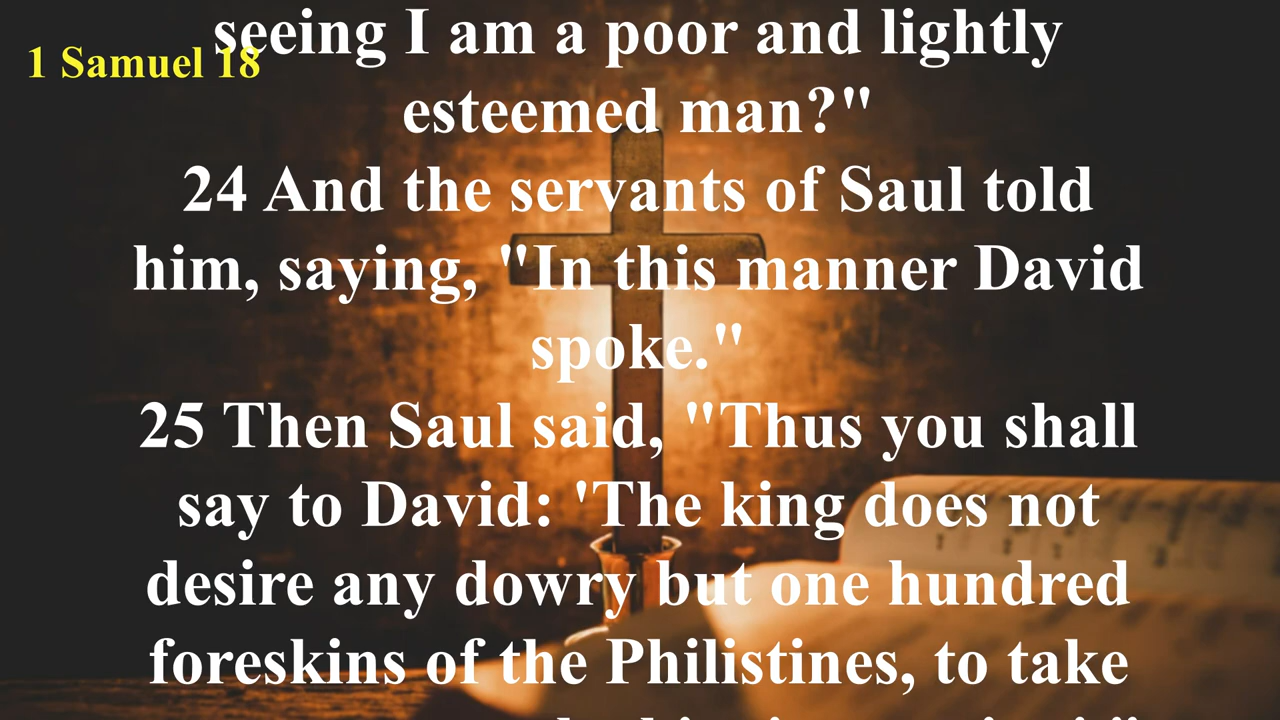 seeing I am a poor and lightly
1 Samuel 18
esteemed man?"
24 And the servants of Saul told
him, saying, "In this manner David
spoke."
25 Then Saul said, "Thus you shall
say to David: 'The king does not
desire any dowry but one hundred
foreskins of the Philistines, to take